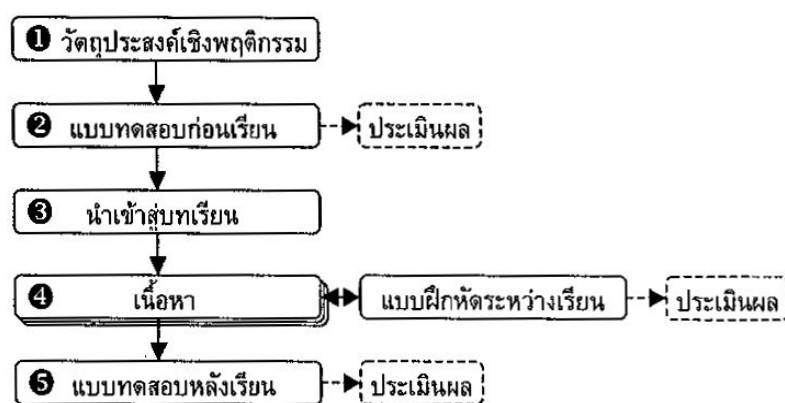 ❶ วัตถุประสงค์เชิงพฤติกรรม
❷ แบบทดสอบก่อนเรียน ประเมินผล
❸ นำเข้าสู่บทเรียน
❹ เนื้อหา แบบฝึกหัดระหว่างเรียน ประเมินผล
❺ แบบทดสอบหลังเรียน ประเมินผล